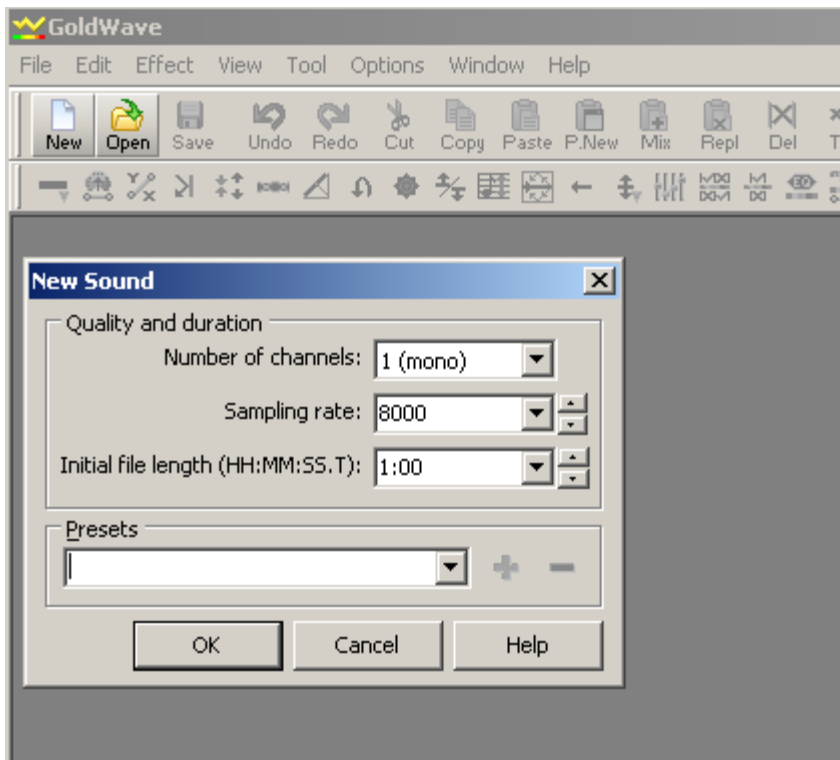 GoldWave
File Edit Effect View Tool Options Window Help
New Open Save Undo Redo Cut Copy Paste P.New Mix Repl Del T
New Sound
Quality and duration
Number of channels: 1 (mono)
Sampling rate: 8000
Initial file length (HH:MM:SS.T): 1:00
Presets
OK Cancel Help